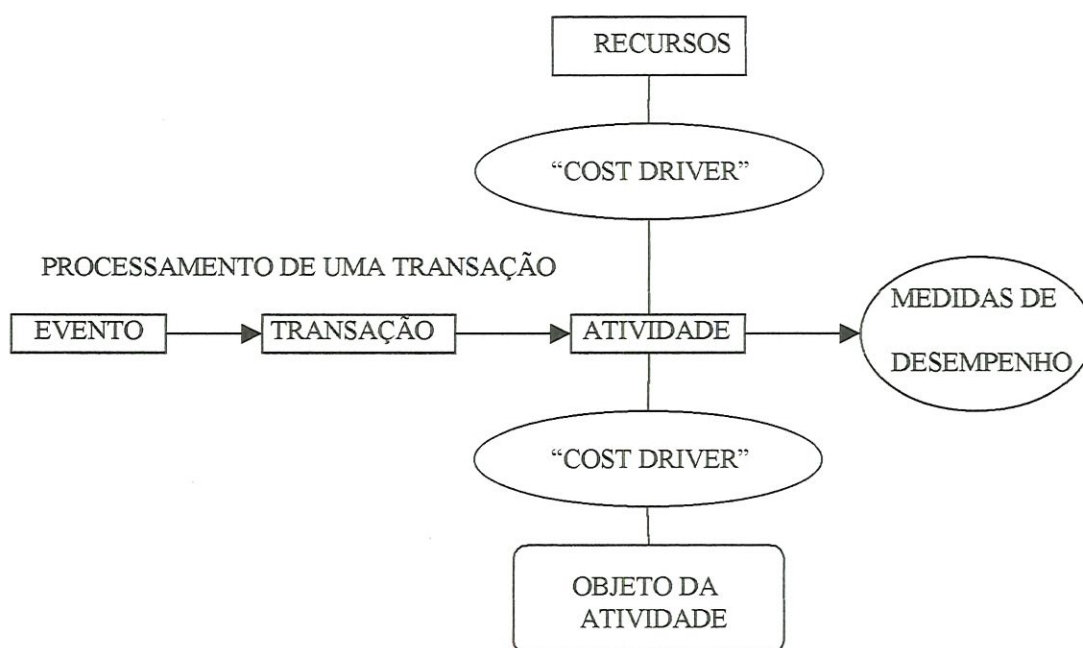 RECURSOS
“COST DRIVER”
PROCESSAMENTO DE UMA TRANSAÇÃO
EVENTO
TRANSAÇÃO
ATIVIDADE
MEDIDAS DE
DESEMPENHO
“COST DRIVER”
OBJETO DA
ATIVIDADE